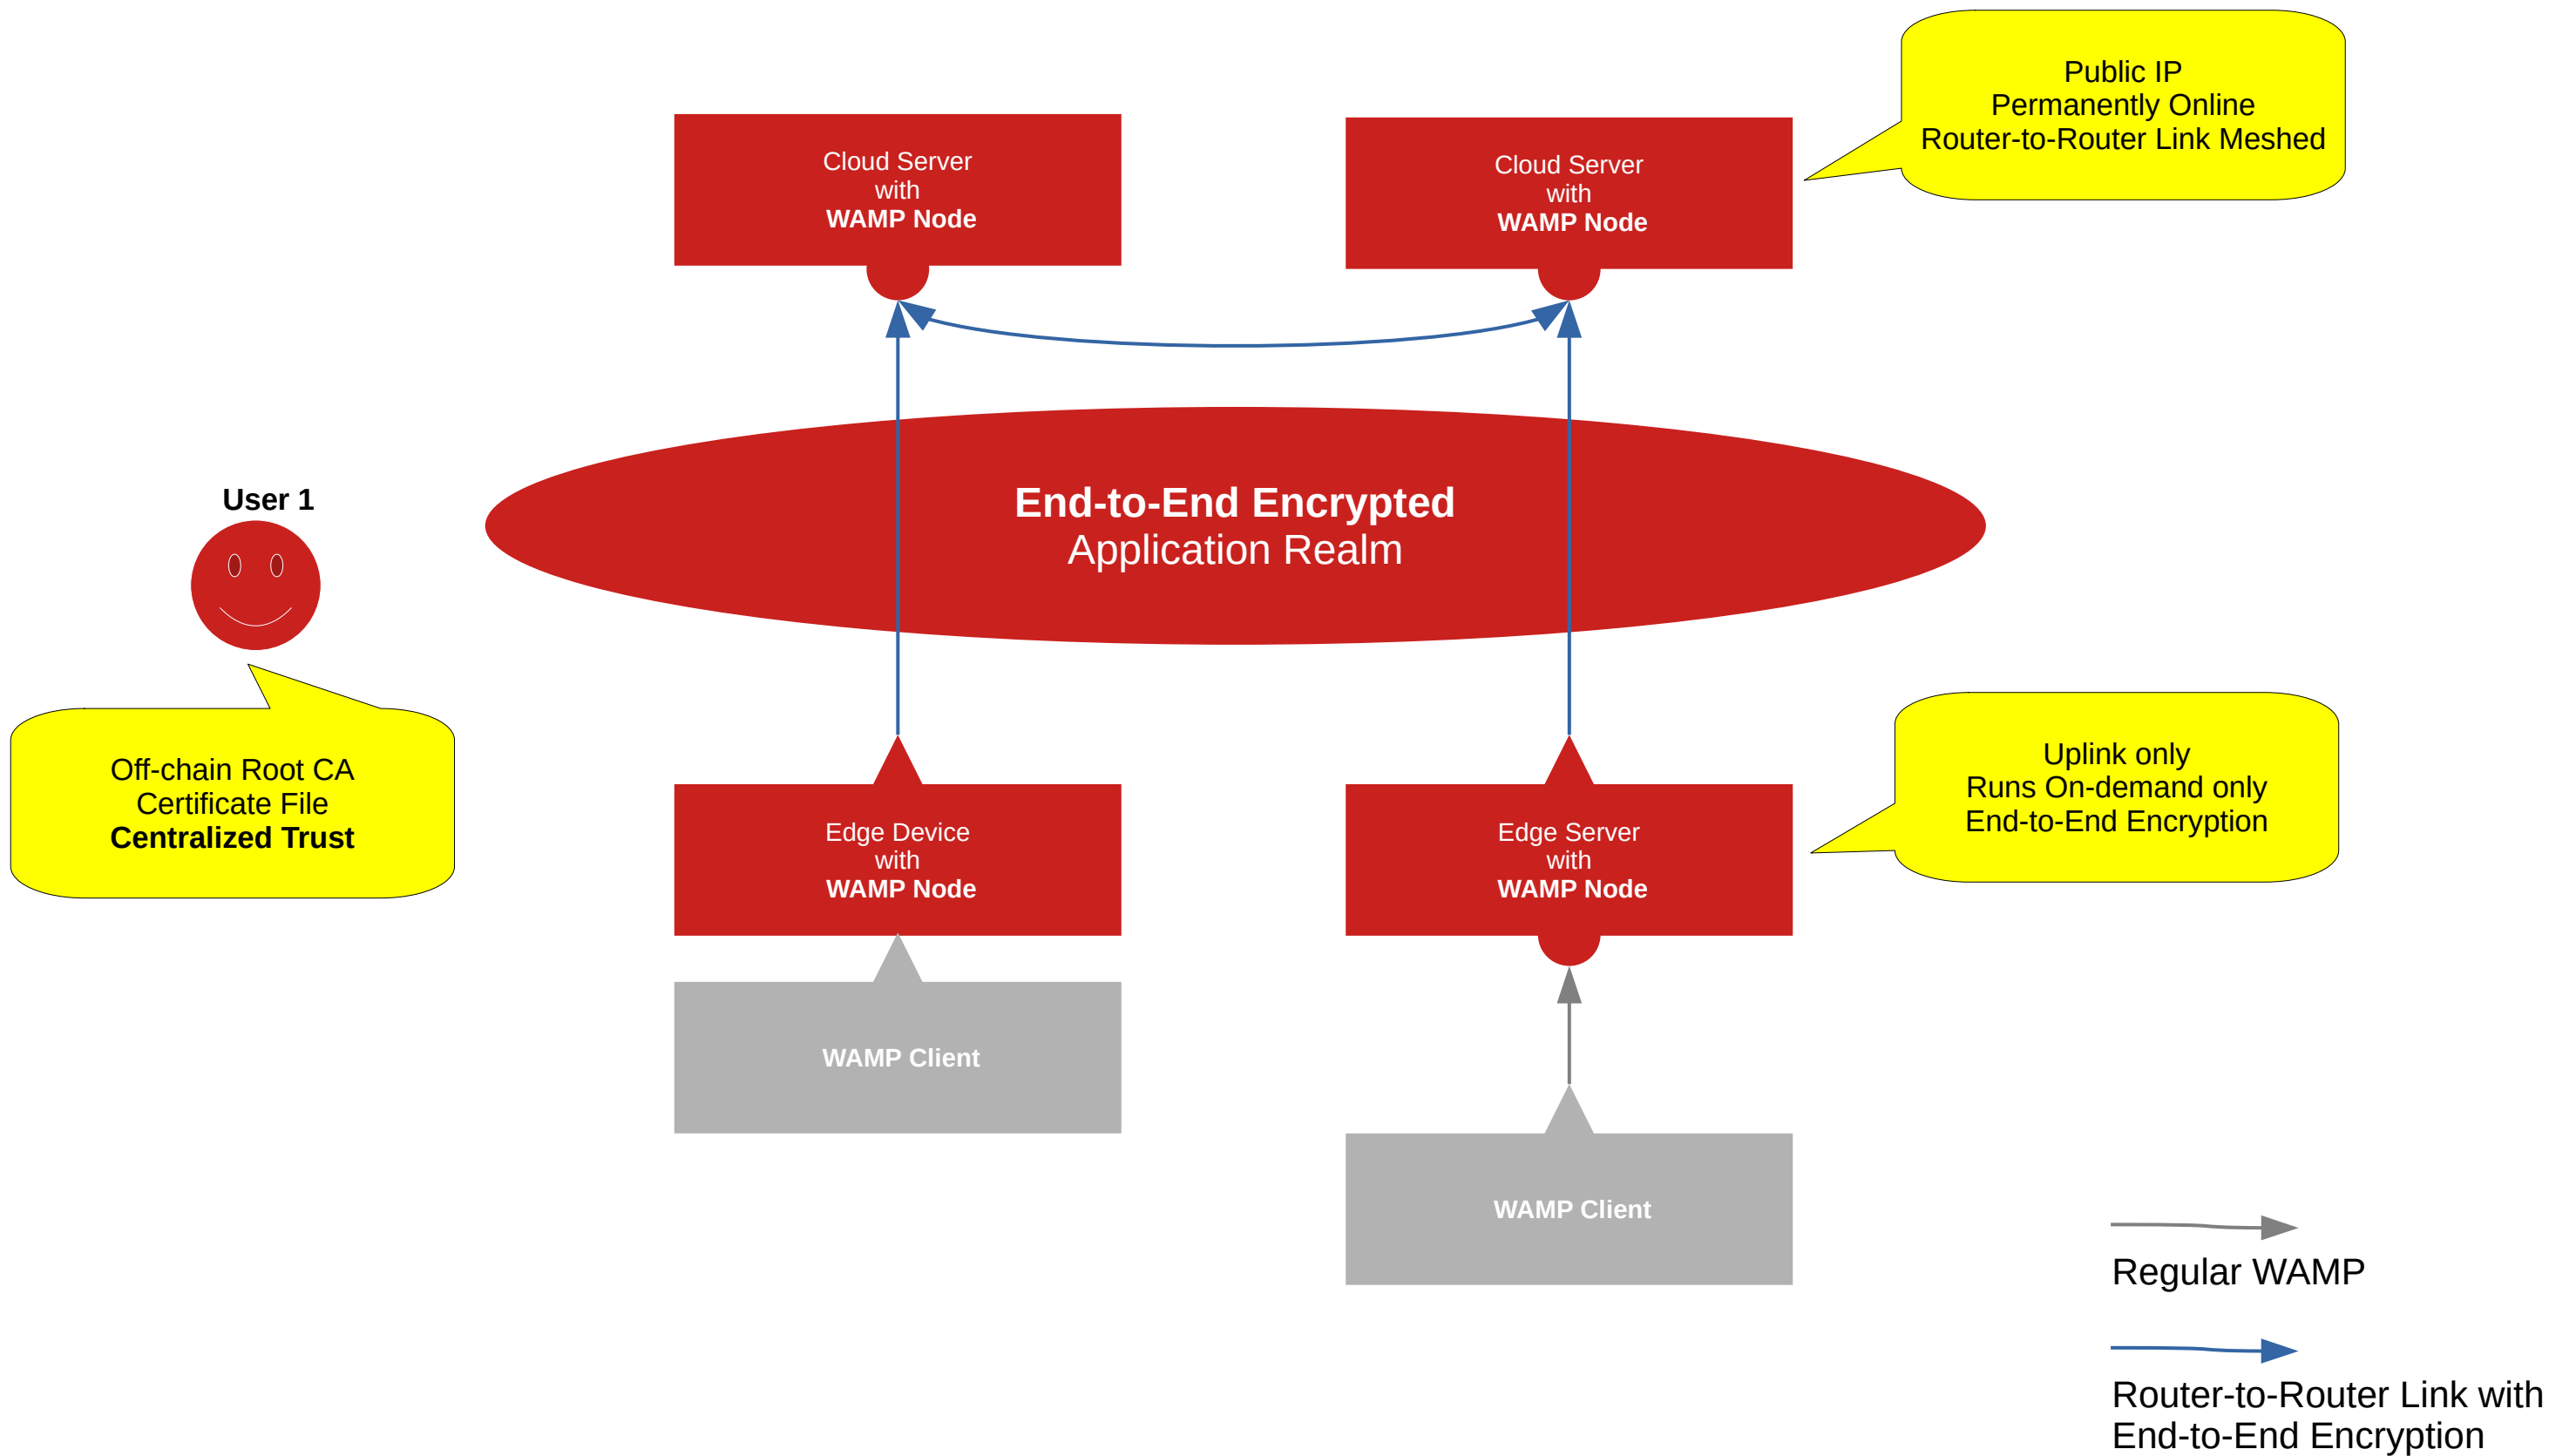 Public IP
Permanently Online
Router-to-Router Link Meshed
Cloud Server
with
WAMP Node
Cloud Server
with
WAMP Node
End-to-End Encrypted
Application Realm
User 1
Off-chain Root CA
Certificate File
Centralized Trust
Uplink only
Runs On-demand only
End-to-End Encryption
Edge Device
with
WAMP Node
Edge Server
with
WAMP Node
WAMP Client
WAMP Client
Regular WAMP
Router-to-Router Link with
End-to-End Encryption